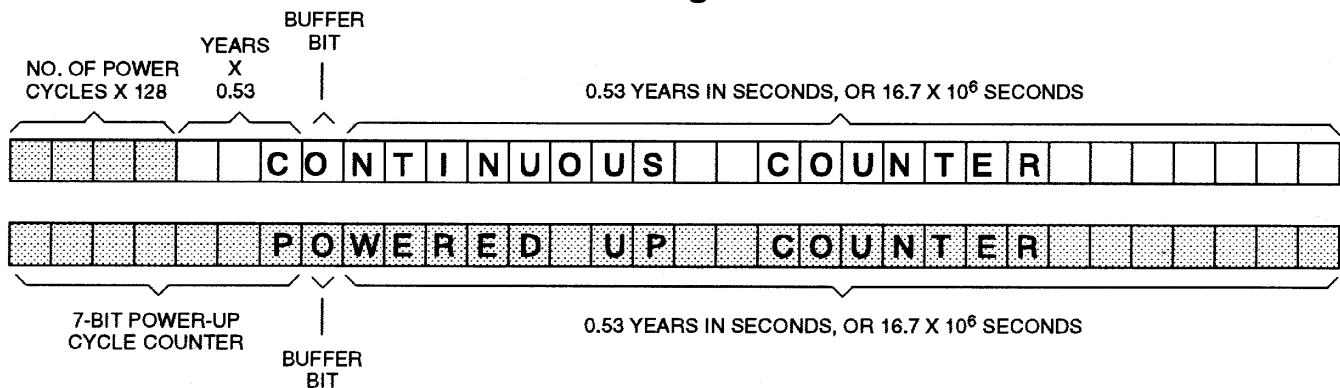 BUFFER
BIT
YEARS
X
0.53
NO. OF POWER
CYCLES X 128
0.53 YEARS IN SECONDS, OR 16.7 X 10⁶ SECONDS
CONTINUOUS COUNTER
POWERED UP COUNTER
7-BIT POWER-UP
CYCLE COUNTER
BUFFER
BIT
0.53 YEARS IN SECONDS, OR 16.7 X 10⁶ SECONDS